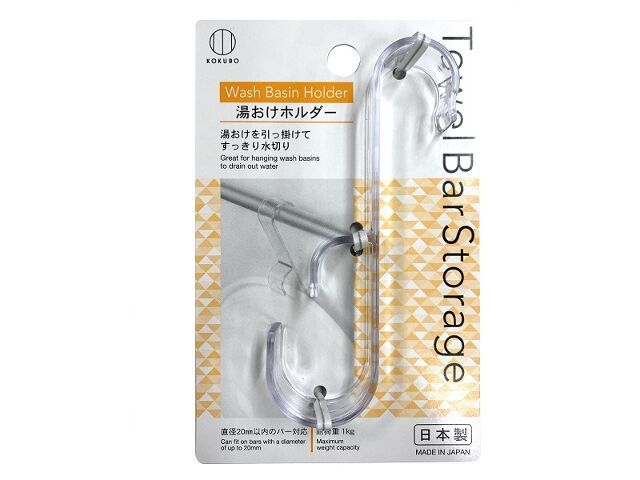 KOKUBO
Wash Basin Holder
湯おけホルダー
湯おけを引っ掛けて
すっきり水切り
Great for hanging wash basins
to drain out water
Towel Bar Storage
直径20mm以内のバー対応
Can fit on bars with a diameter
of up to 20mm
耐荷重1kg
Maximum
weight capacity
日本製
MADE IN JAPAN